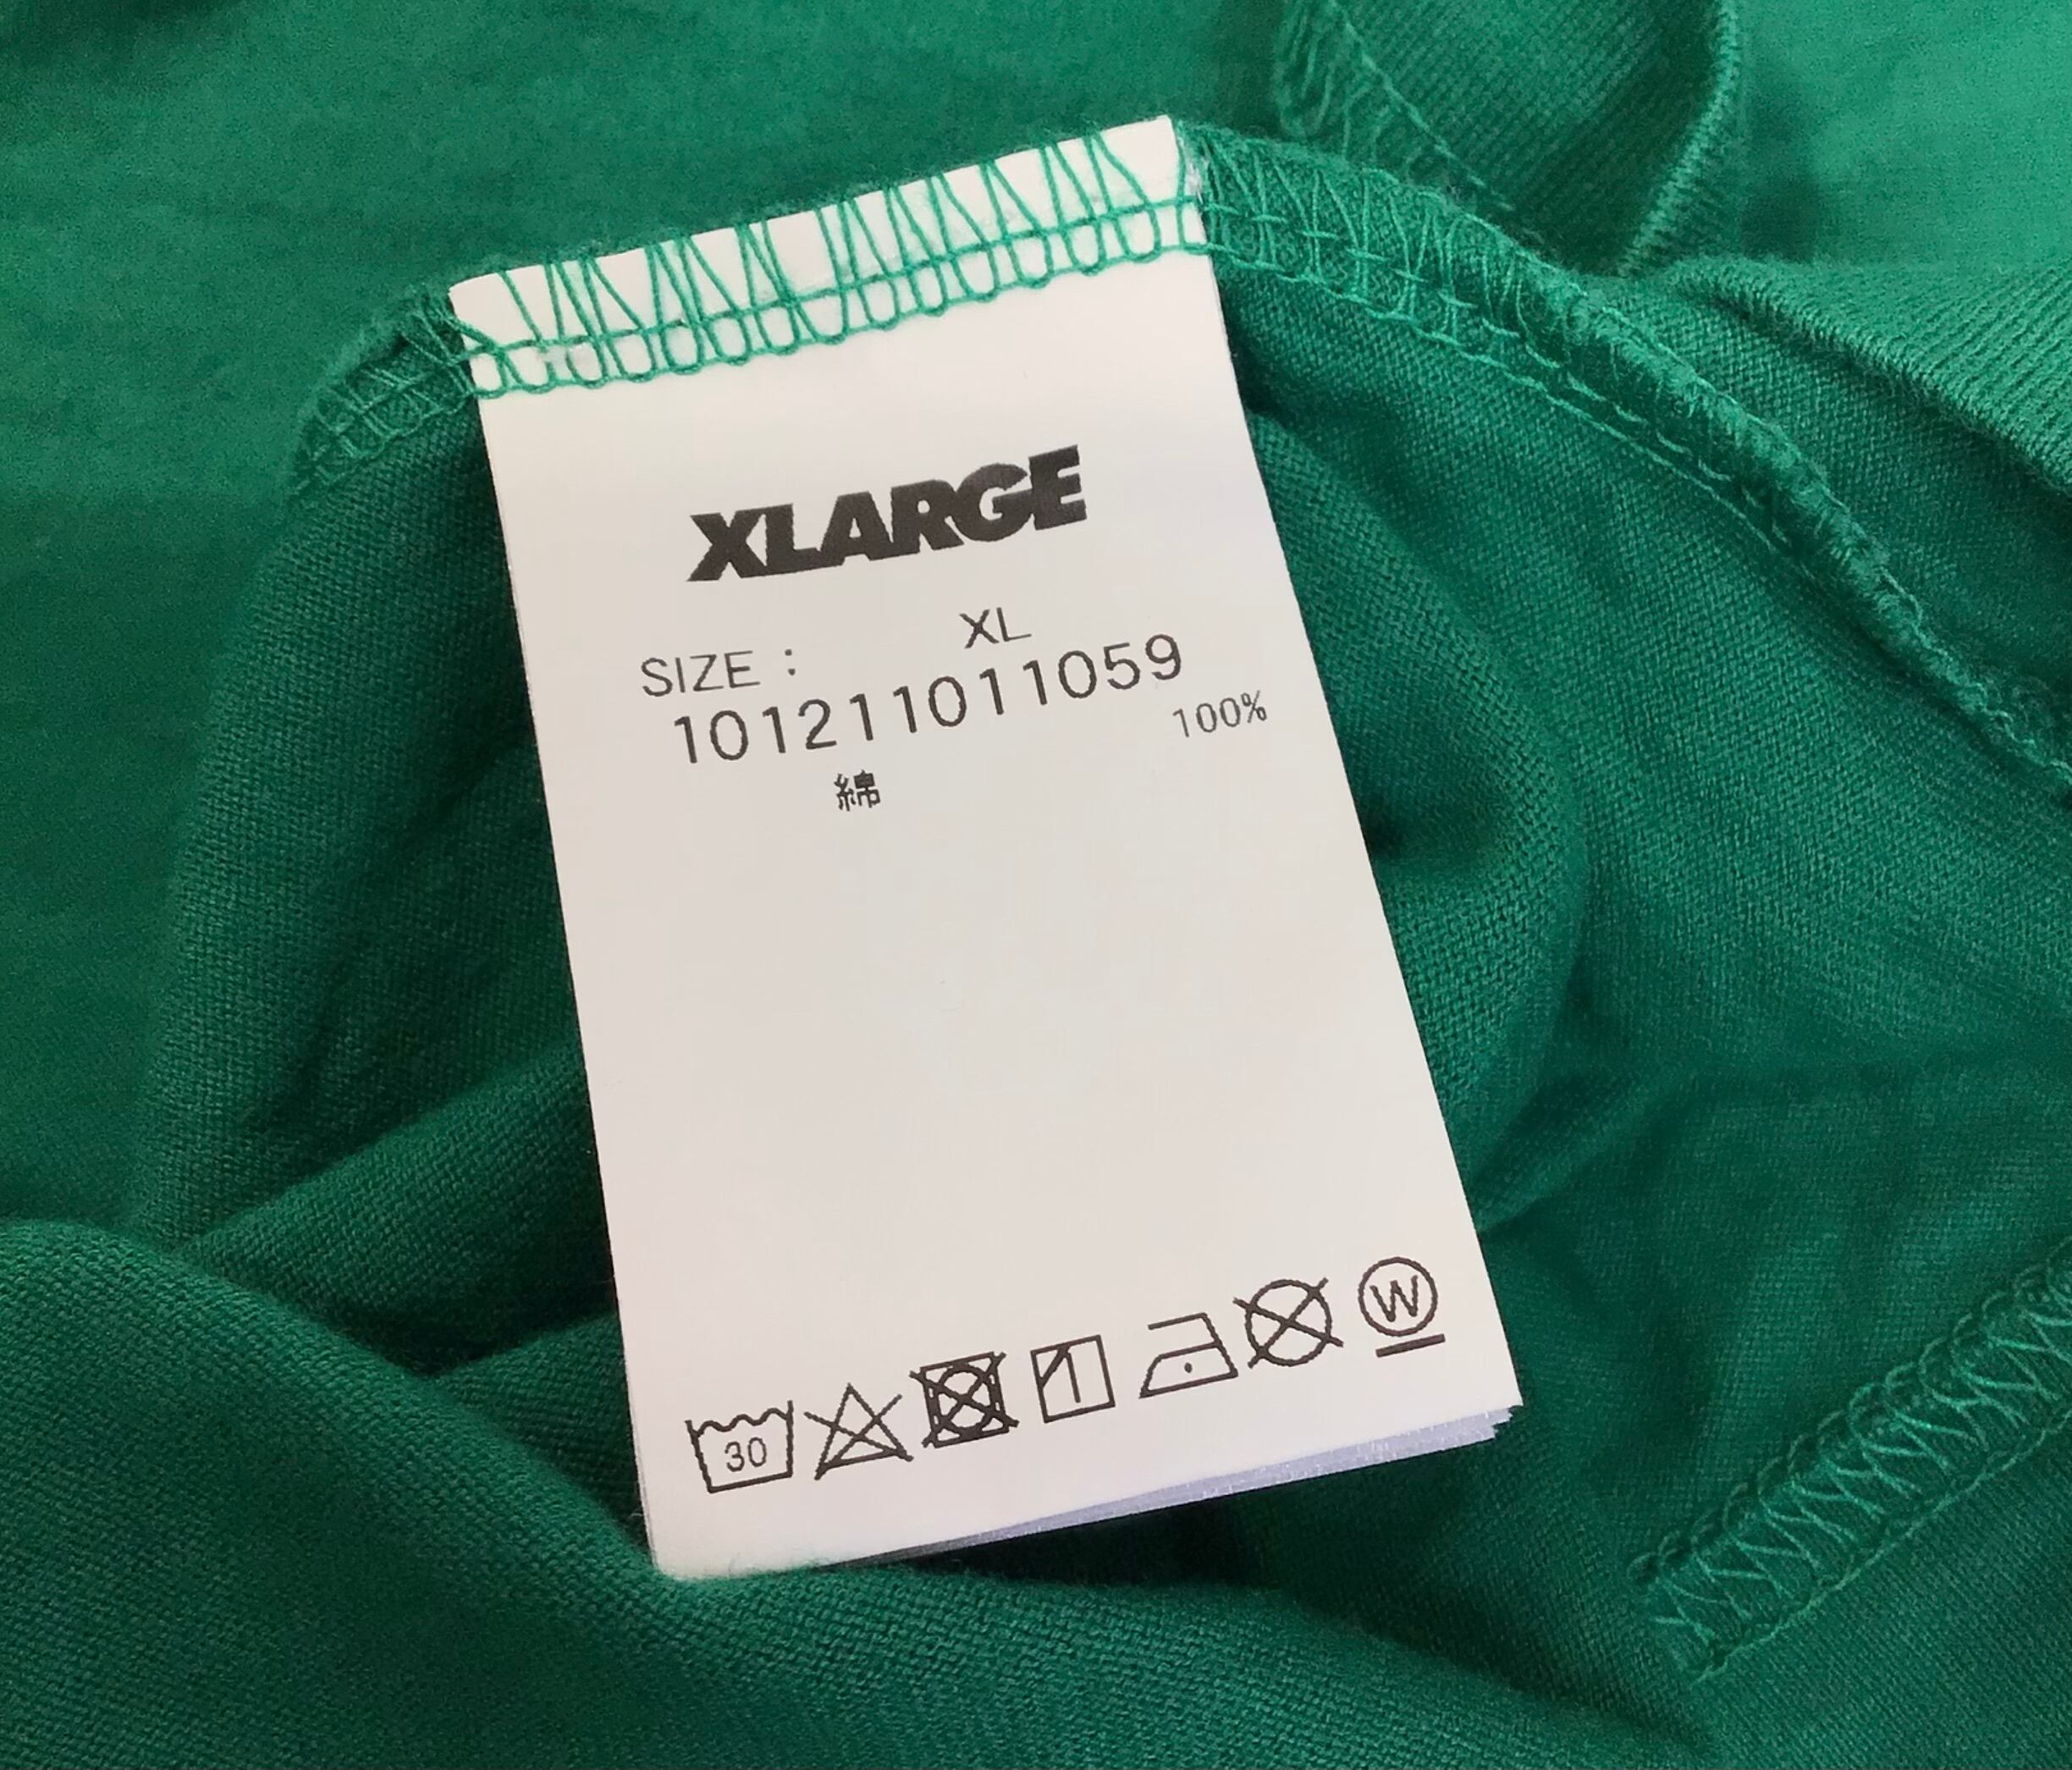 XLARGE
SIZE : XL
101211011059
綿 100%
30
W